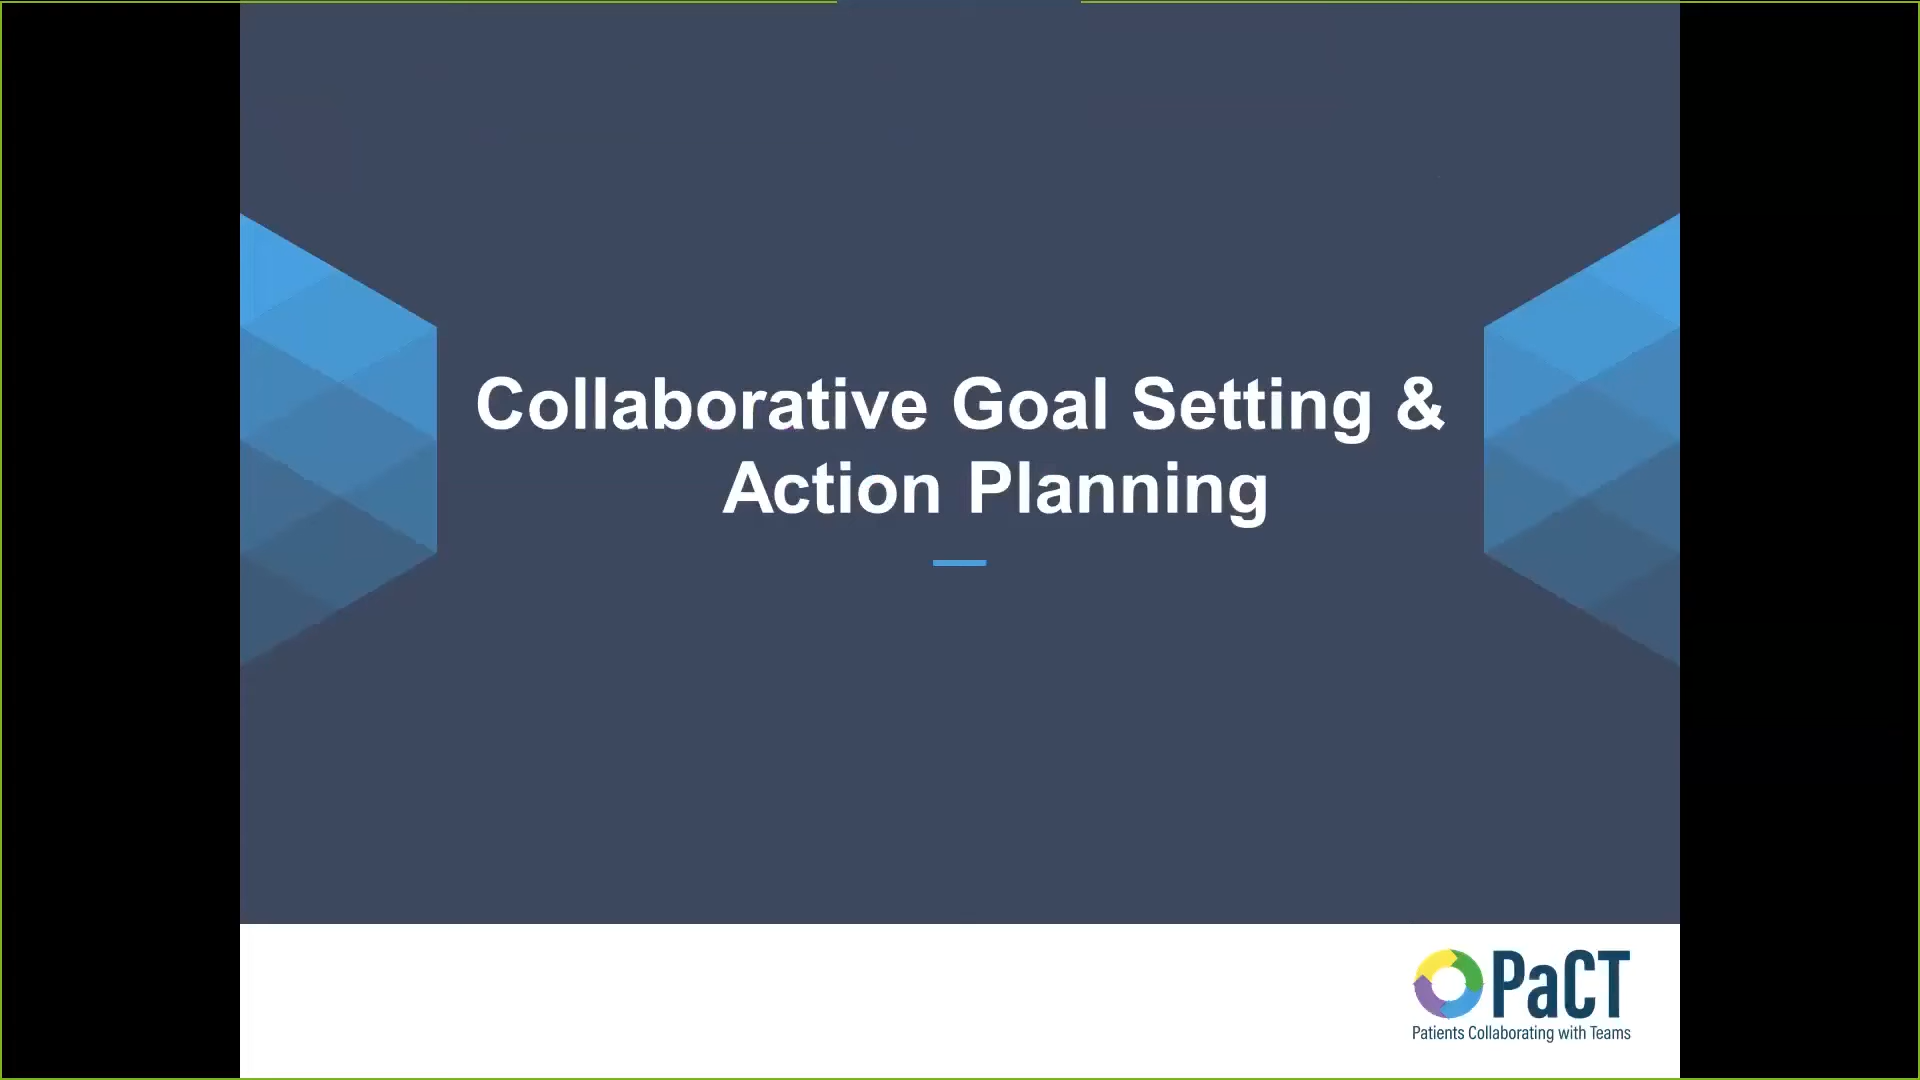 Collaborative Goal Setting &
Action Planning
PaCT
Patients Collaborating with Teams